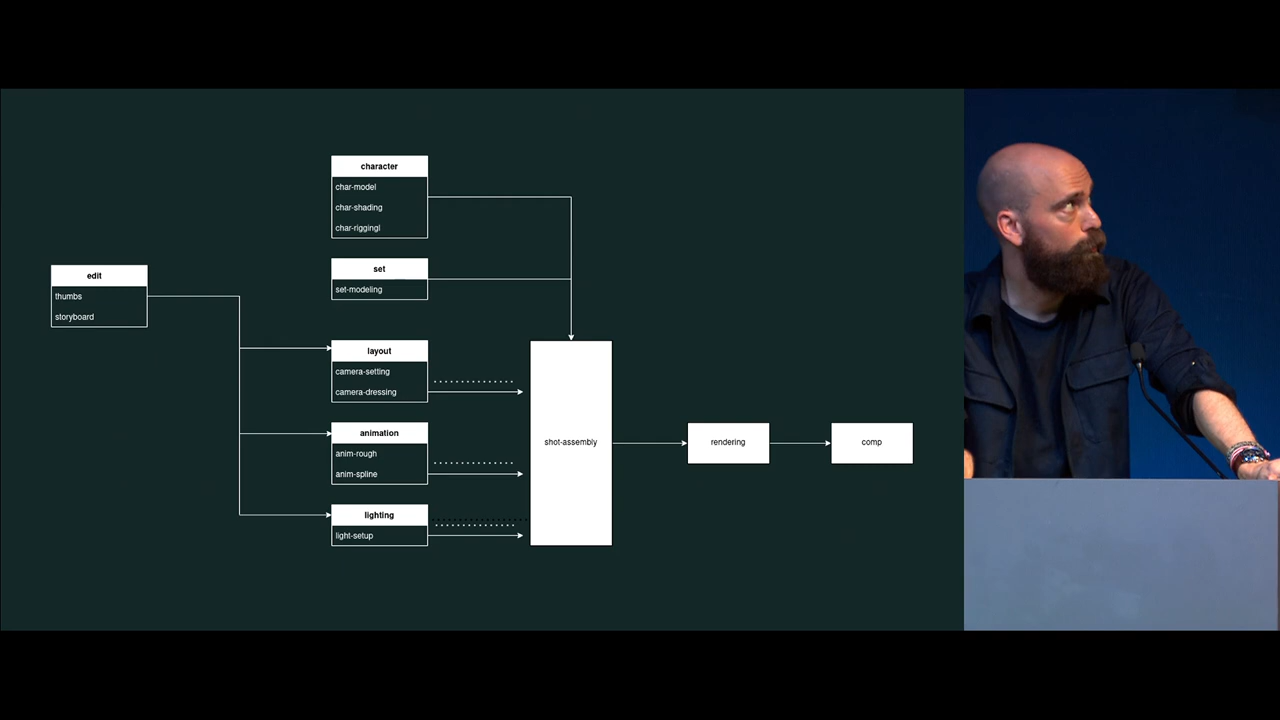 character
char-model
char-shading
char-riggingl
set
set-modeling
edit
thumbs
storyboard
layout
camera-setting
camera-dressing
animation
anim-rough
anim-spline
lighting
light-setup
shot-assembly
rendering
comp